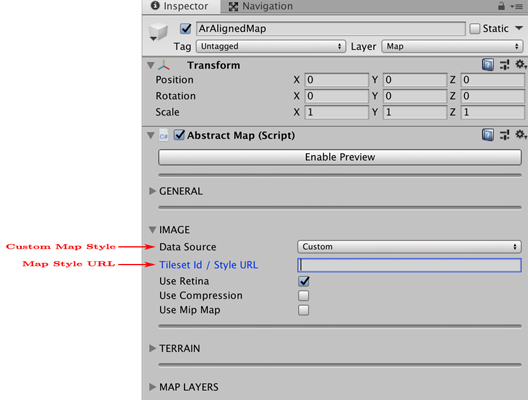 Inspector Navigation
ArAlignedMap Static
Tag Untagged Layer Map
Transform
Position X 0 Y 0 Z 0
Rotation X 0 Y 0 Z 0
Scale X 1 Y 1 Z 1
C# Abstract Map (Script)
Enable Preview
GENERAL
IMAGE
Custom Map Style Data Source Custom
Map Style URL Tileset Id / Style URL
Use Retina
Use Compression
Use Mip Map
TERRAIN
MAP LAYERS